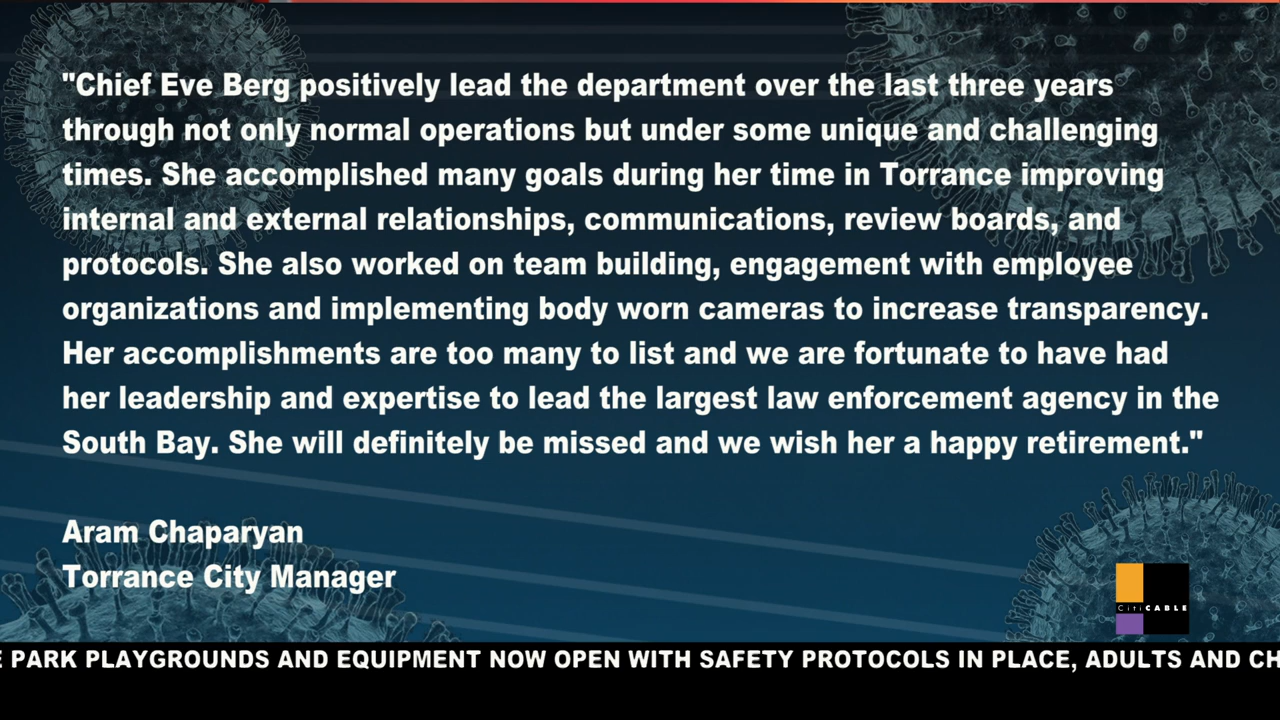 "Chief Eve Berg positively lead the department over the last three years
through not only normal operations but under some unique and challenging
times. She accomplished many goals during her time in Torrance improving
internal and external relationships, communications, review boards, and
protocols. She also worked on team building, engagement with employee
organizations and implementing body worn cameras to increase transparency.
Her accomplishments are too many to list and we are fortunate to have had
her leadership and expertise to lead the largest law enforcement agency in the
South Bay. She will definitely be missed and we wish her a happy retirement."
Aram Chaparyan
Torrance City Manager
CitiCABLE
E PARK PLAYGROUNDS AND EQUIPMENT NOW OPEN WITH SAFETY PROTOCOLS IN PLACE, ADULTS AND CH